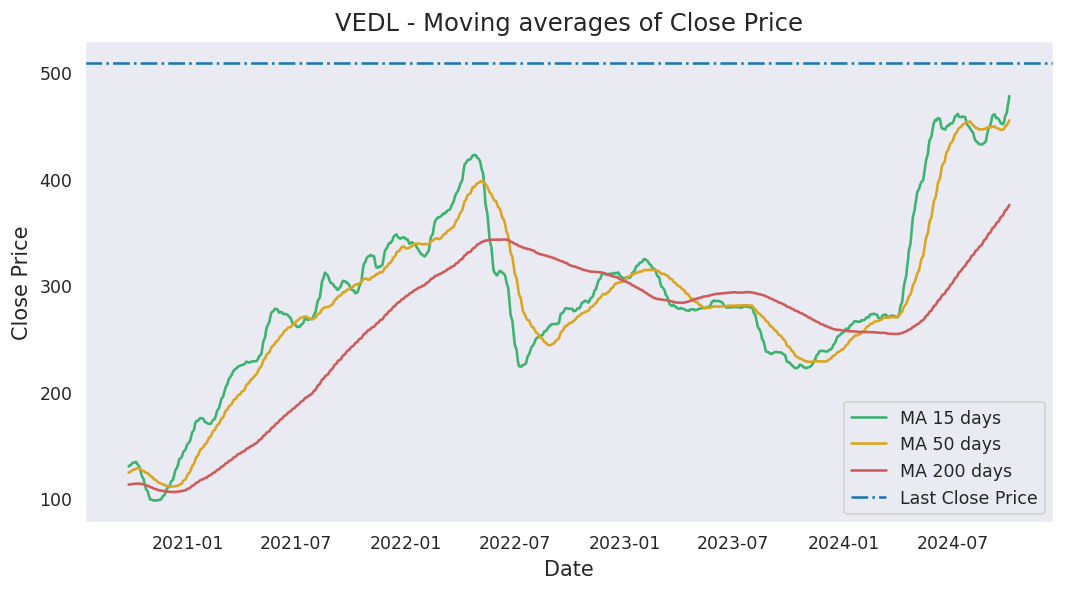 VEDL - Moving averages of Close Price
Close Price
500
400
300
200
100
MA 15 days
MA 50 days
MA 200 days
Last Close Price
2021-01
2021-07
2022-01
2022-07
2023-01
2023-07
2024-01
2024-07
Date